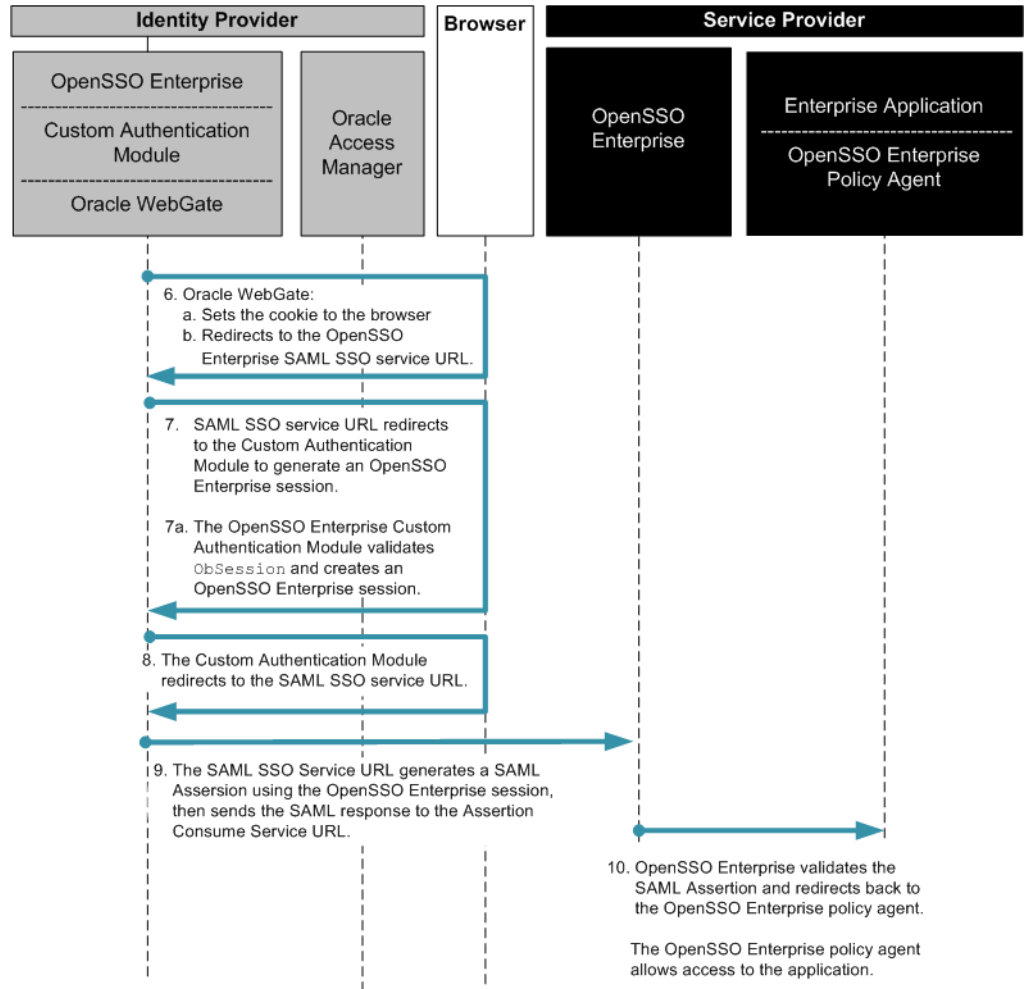 Identity Provider
Browser
Service Provider
OpenSSO Enterprise
Custom Authentication
Module
Oracle WebGate
Oracle
Access
Manager
OpenSSO
Enterprise
Enterprise Application
OpenSSO Enterprise
Policy Agent
6. Oracle WebGate:
a. Sets the cookie to the browser
b. Redirects to the OpenSSO
Enterprise SAML SSO service URL.
7. SAML SSO service URL redirects
to the Custom Authentication
Module to generate an OpenSSO
Enterprise session.
7a. The OpenSSO Enterprise Custom
Authentication Module validates
ObSession and creates an
OpenSSO Enterprise session.
8. The Custom Authentication Module
redirects to the SAML SSO service URL.
9. The SAML SSO Service URL generates a SAML
Assersion using the OpenSSO Enterprise session,
then sends the SAML response to the Assertion
Consume Service URL.
10. OpenSSO Enterprise validates the
SAML Assertion and redirects back to
the OpenSSO Enterprise policy agent.
The OpenSSO Enterprise policy agent
allows access to the application.